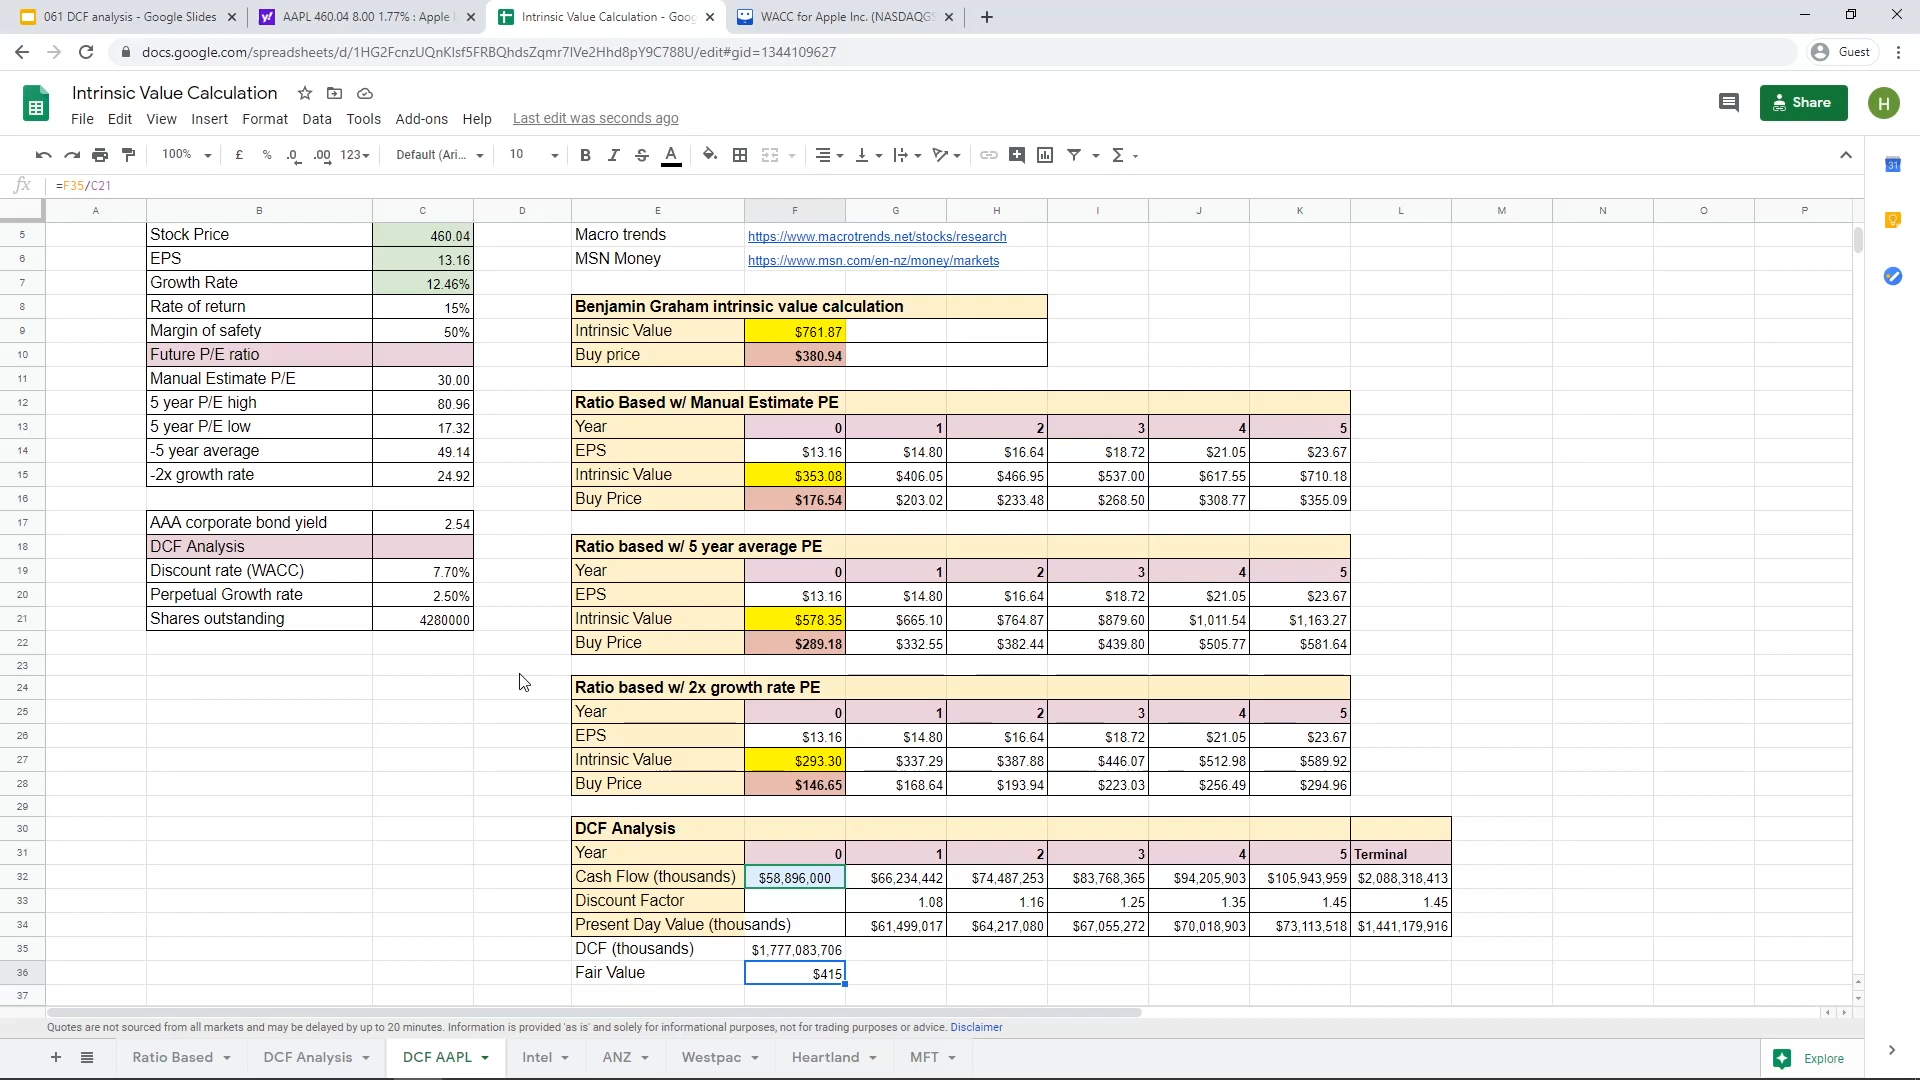 061 DCF analysis - Google Slides
AAPL 460.04 8.00 1.77% : Apple
Intrinsic Value Calculation - Goog
WACC for Apple Inc. (NASDAQGS
docs.google.com/spreadsheets/d/1HG2FcnzUQnKlsf5FRBQhdsZqmr7IVe2Hhd8pY9C788U/edit#gid=1344109627
Guest
Intrinsic Value Calculation
Share
H
File Edit View Insert Format Data Tools Add-ons Help Last edit was seconds ago
100% £ % .0 .00 123 Default (Ari... 10 B I S A Σ
fx =F35/C21
31
A B C D E F G H I J K L M N O P
5 Stock Price 460.04 Macro trends https://www.macrotrends.net/stocks/research
6 EPS 13.16 MSN Money https://www.msn.com/en-nz/money/markets
7 Growth Rate 12.46%
8 Rate of return 15% Benjamin Graham intrinsic value calculation
9 Margin of safety 50% Intrinsic Value $761.87
10 Future P/E ratio Buy price $380.94
11 Manual Estimate P/E 30.00
12 5 year P/E high 80.96 Ratio Based w/ Manual Estimate PE
13 5 year P/E low 17.32 Year 0 1 2 3 4 5
14 -5 year average 49.14 EPS $13.16 $14.80 $16.64 $18.72 $21.05 $23.67
15 -2x growth rate 24.92 Intrinsic Value $353.08 $406.05 $466.95 $537.00 $617.55 $710.18
16 Buy Price $176.54 $203.02 $233.48 $268.50 $308.77 $355.09
17 AAA corporate bond yield 2.54
18 DCF Analysis Ratio based w/ 5 year average PE
19 Discount rate (WACC) 7.70% Year 0 1 2 3 4 5
20 Perpetual Growth rate 2.50% EPS $13.16 $14.80 $16.64 $18.72 $21.05 $23.67
21 Shares outstanding 4280000 Intrinsic Value $578.35 $665.10 $764.87 $879.60 $1,011.54 $1,163.27
22 Buy Price $289.18 $332.55 $382.44 $439.80 $505.77 $581.64
23
24 Ratio based w/ 2x growth rate PE
25 Year 0 1 2 3 4 5
26 EPS $13.16 $14.80 $16.64 $18.72 $21.05 $23.67
27 Intrinsic Value $293.30 $337.29 $387.88 $446.07 $512.98 $589.92
28 Buy Price $146.65 $168.64 $193.94 $223.03 $256.49 $294.96
29
30 DCF Analysis
31 Year 0 1 2 3 4 5 Terminal
32 Cash Flow (thousands) $58,896,000 $66,234,442 $74,487,253 $83,768,365 $94,205,903 $105,943,959 $2,088,318,413
33 Discount Factor 1.08 1.16 1.25 1.35 1.45 1.45
34 Present Day Value (thousands) $61,499,017 $64,217,080 $67,055,272 $70,018,903 $73,113,518 $1,441,179,916
35 DCF (thousands) $1,777,083,706
36 Fair Value $415
37
Quotes are not sourced from all markets and may be delayed by up to 20 minutes. Information is provided 'as is' and solely for informational purposes, not for trading purposes or advice. Disclaimer
Ratio Based DCF Analysis DCF AAPL Intel ANZ Westpac Heartland MFT Explore